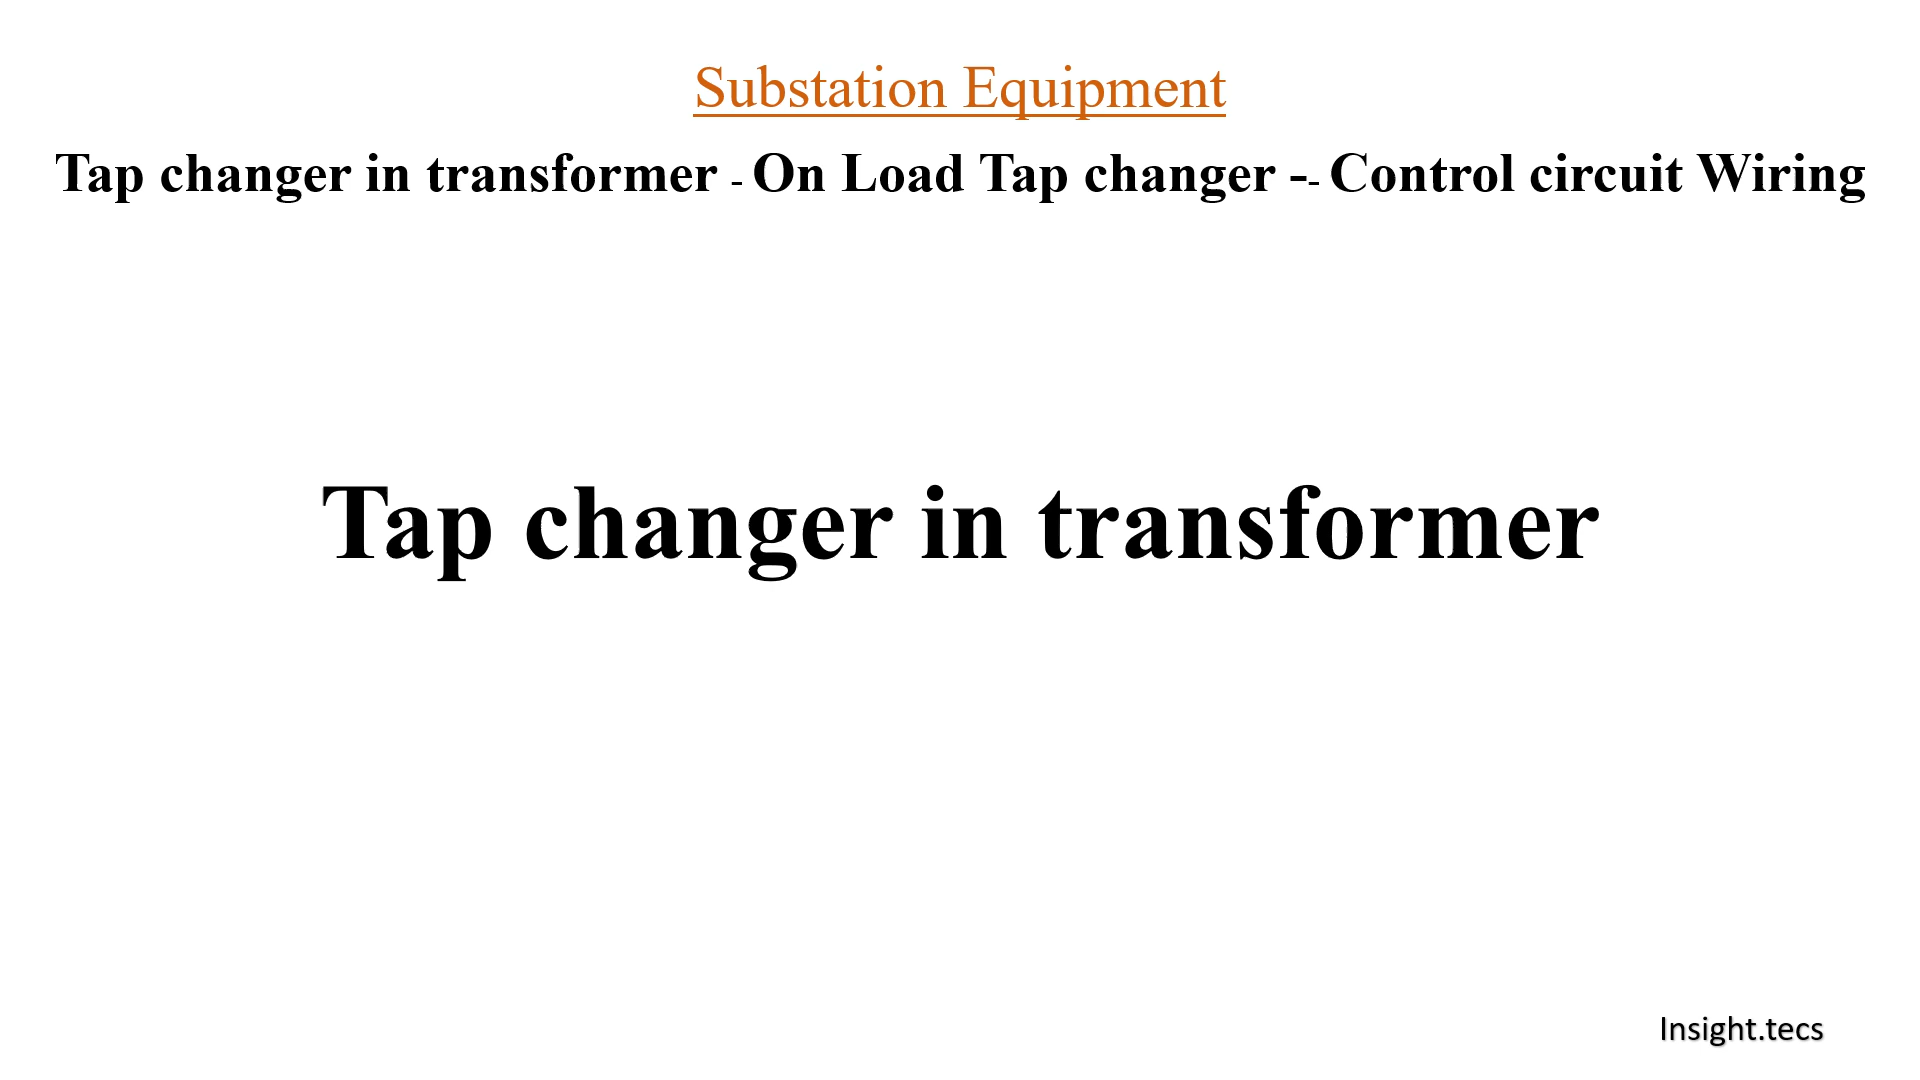 Substation Equipment
Tap changer in transformer - On Load Tap changer -- Control circuit Wiring
Tap changer in transformer
Insight.tecs